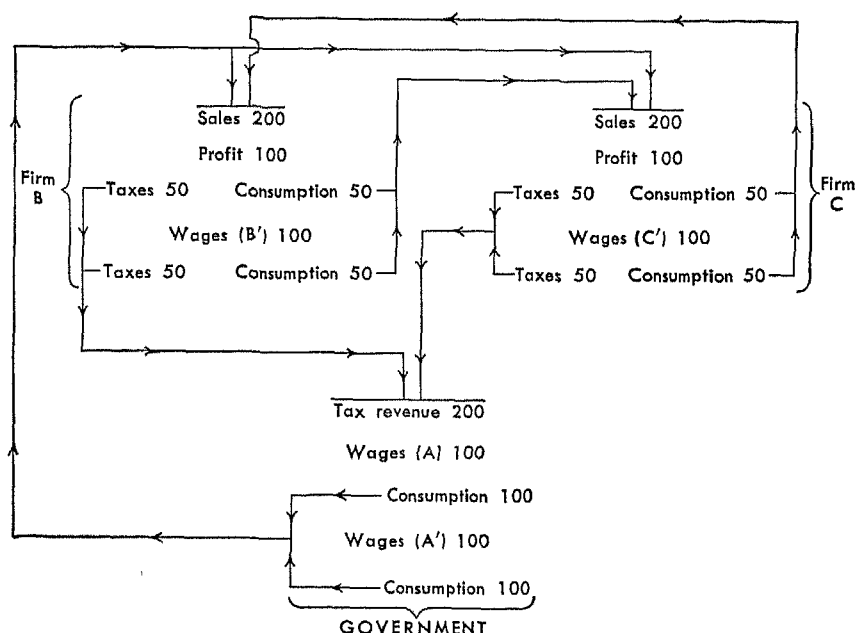 Sales 200
Profit 100
Firm B
Taxes 50 Consumption 50
Wages (B′) 100
Taxes 50 Consumption 50
Sales 200
Profit 100
Taxes 50 Consumption 50
Firm C
Wages (C′) 100
Taxes 50 Consumption 50
Tax revenue 200
Wages (A) 100
Consumption 100
Wages (A′) 100
Consumption 100
GOVERNMENT